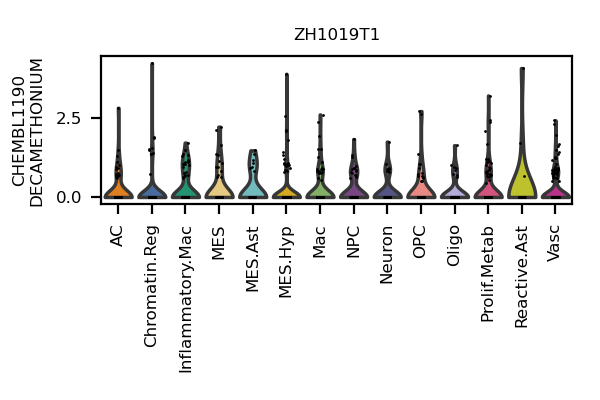 ZH1019T1
CHEMBL1190
DECAMETHONIUM
2.5
0.0
AC
Chromatin.Reg
Inflammatory.Mac
MES
MES.Ast
MES.Hyp
Mac
NPC
Neuron
OPC
Oligo
Prolif.Metab
Reactive.Ast
Vasc